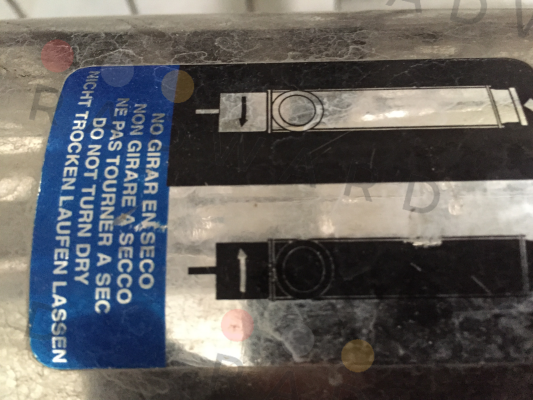 NO GIRAR EN SECO
NON GIRARE A SECCO
NE PAS TOURNER A SEC
DO NOT TURN DRY
NICHT TROCKEN LAUFEN LASSEN